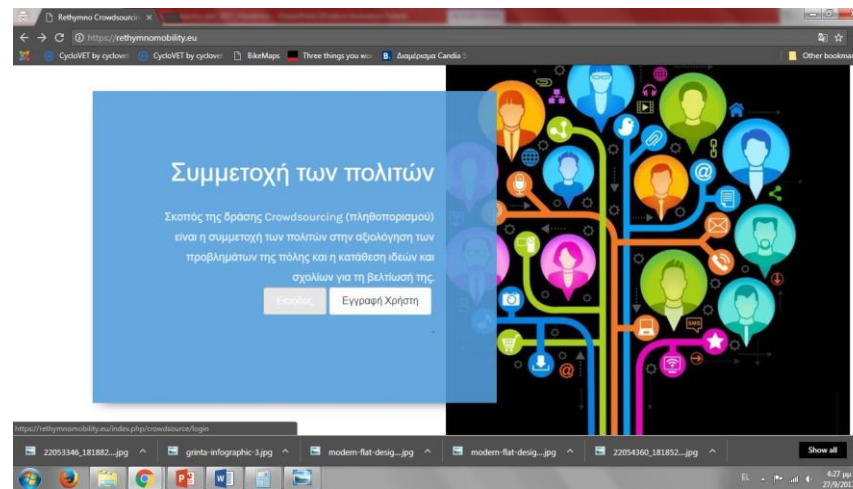 Rethymno Crowdsourcin
https://rethymnomobility.eu
CycloVET by cyclovet
CycloVET by cyclovet
BikeMaps
Three things you wo
Διαμέρισμα Candia
Other bookmar
Συμμετοχή των πολιτών
Σκοπός της δράσης Crowdsourcing (πληθοπορισμού)
είναι η συμμετοχή των πολιτών στην αξιολόγηση των
προβλημάτων της πόλης και η κατάθεση ιδεών και
σχολίων για τη βελτίωσή της.
Είσοδος
Εγγραφή Χρήστη
SMS
https://rethymnomobility.eu/index.php/crowdsource/login
22053346_181882....jpg
grinta-infographic-3.jpg
modern-flat-desig....jpg
modern-flat-desig....jpg
22054360_181852....jpg
Show all
EL
4:27 μμ
27/9/201